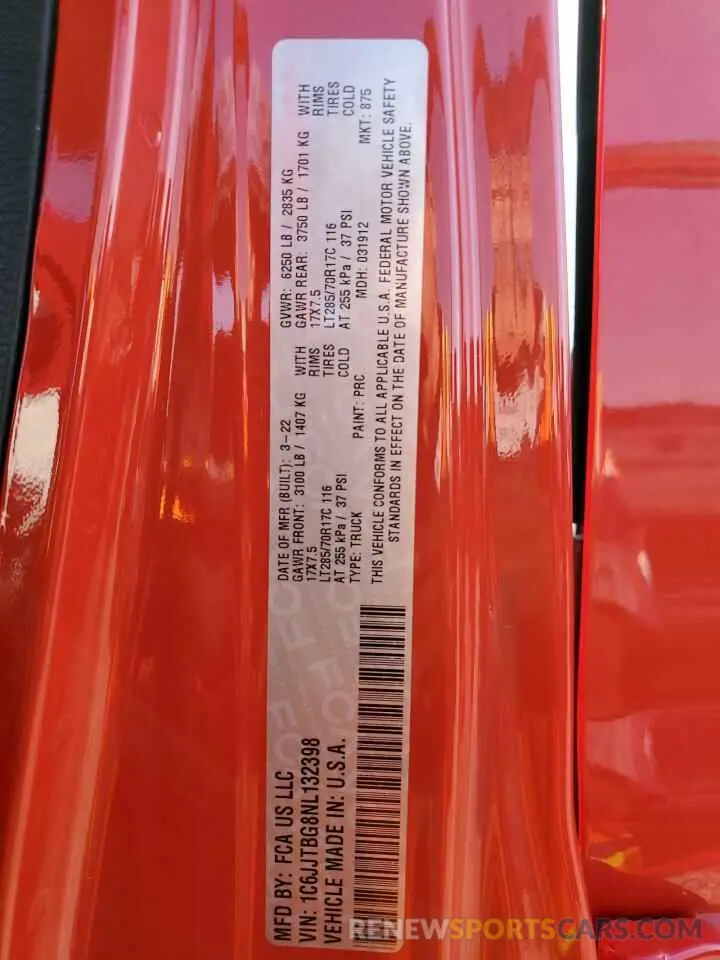 MFD BY: FCA US LLC
VIN: 1C6JJTBG8NL132398
VEHICLE MADE IN: U.S.A.
DATE OF MFR (BUILT): 3-22 GVWR: 6250 LB / 2835 KG
GAWR FRONT: 3100 LB / 1407 KG WITH GAWR REAR: 3750 LB / 1701 KG WITH
17X7.5 RIMS 17X7.5 RIMS
LT285/70R17C 116 TIRES LT285/70R17C 116 TIRES
AT 255 kPa / 37 PSI COLD AT 255 kPa / 37 PSI COLD
TYPE: TRUCK PAINT: PRC MDH: 031912 MKT: 875
THIS VEHICLE CONFORMS TO ALL APPLICABLE U.S.A. FEDERAL MOTOR VEHICLE SAFETY
STANDARDS IN EFFECT ON THE DATE OF MANUFACTURE SHOWN ABOVE.
RENEWSPORTSCARS.COM